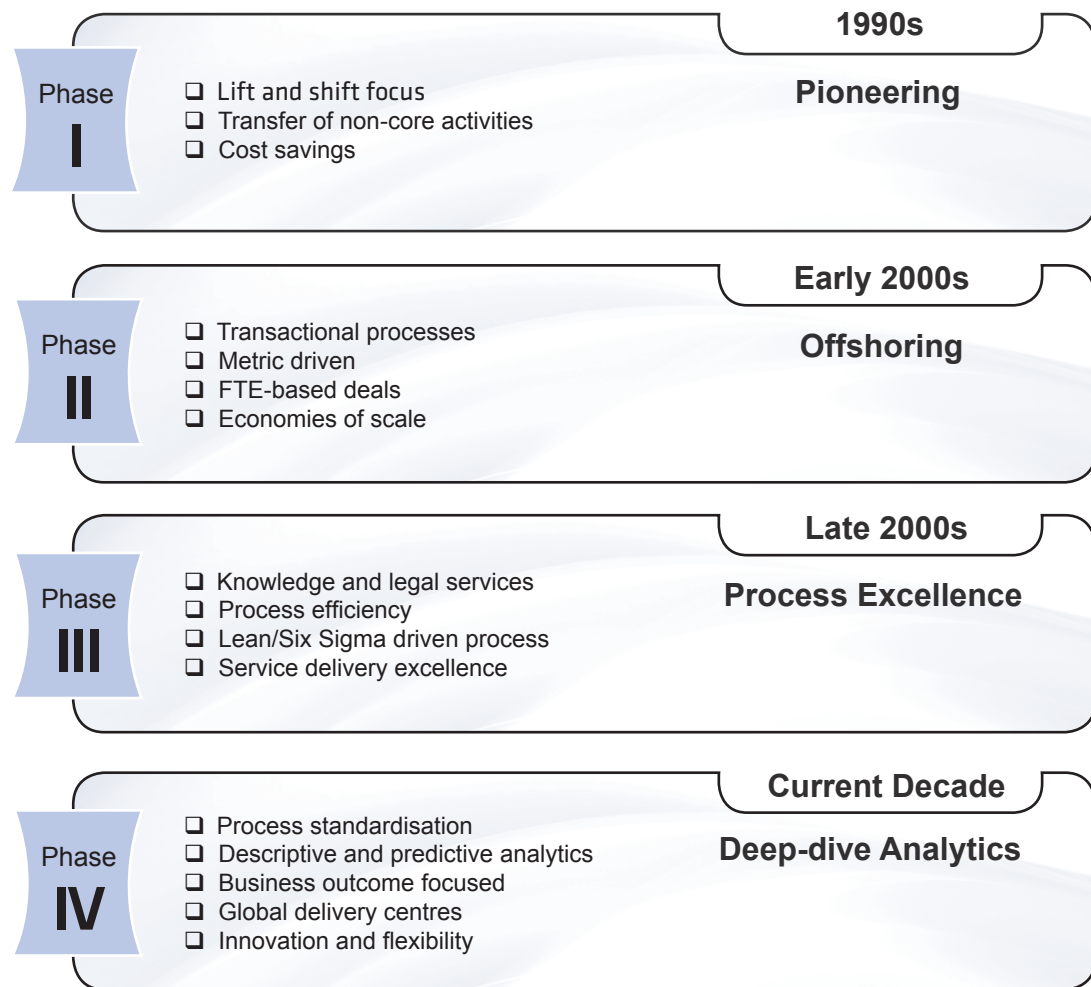 1990s
Pioneering
Phase
I
❑ Lift and shift focus
❑ Transfer of non-core activities
❑ Cost savings
Early 2000s
Offshoring
Phase
II
❑ Transactional processes
❑ Metric driven
❑ FTE-based deals
❑ Economies of scale
Late 2000s
Process Excellence
Phase
III
❑ Knowledge and legal services
❑ Process efficiency
❑ Lean/Six Sigma driven process
❑ Service delivery excellence
Current Decade
Deep-dive Analytics
Phase
IV
❑ Process standardisation
❑ Descriptive and predictive analytics
❑ Business outcome focused
❑ Global delivery centres
❑ Innovation and flexibility